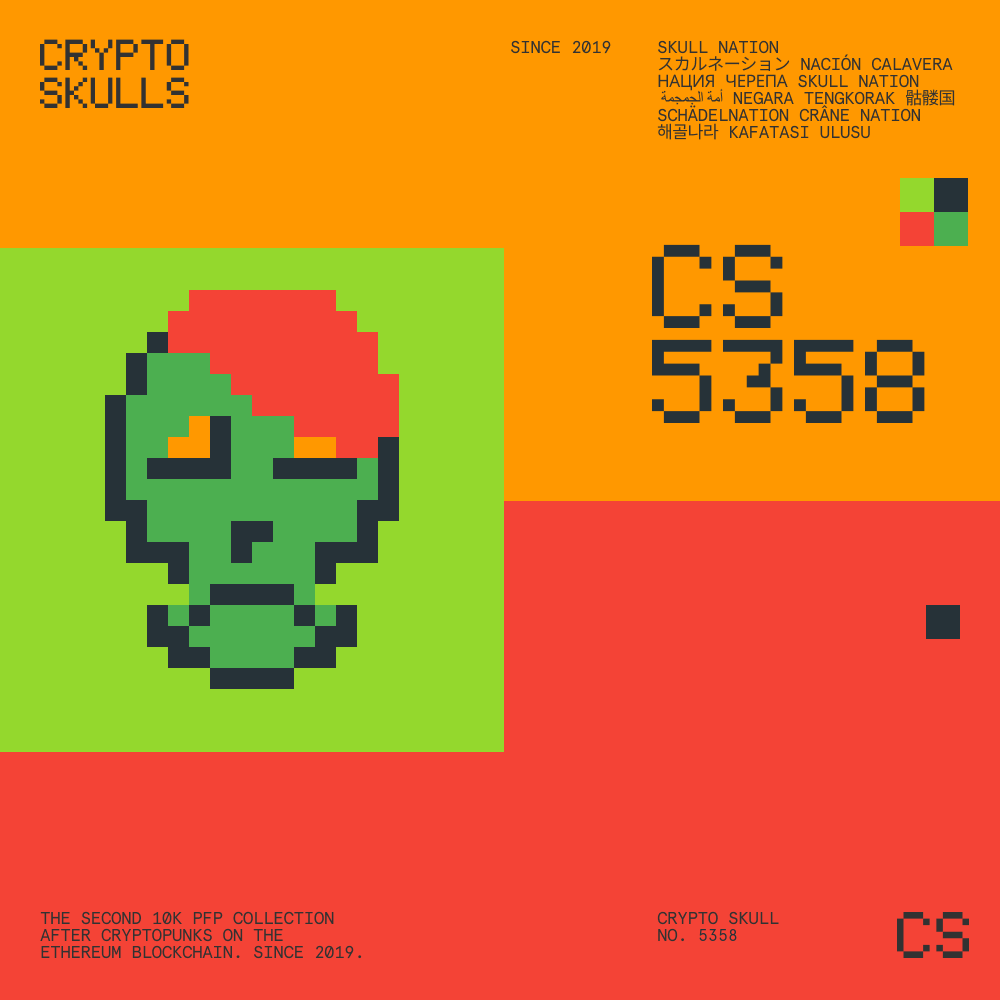 CRYPTO
SKULLS
SINCE 2019
SKULL NATION
スカルネーション NACIÓN CALAVERA
НАЦИЯ ЧЕРЕПА SKULL NATION
أمة الجمجمة NEGARA TENGKORAK 骷髅国
SCHÄDELNATION CRÂNE NATION
해골나라 KAFATASI ULUSU
CS
5358
THE SECOND 10K PFP COLLECTION
AFTER CRYPTOPUNKS ON THE
ETHEREUM BLOCKCHAIN. SINCE 2019.
CRYPTO SKULL
NO. 5358
CS